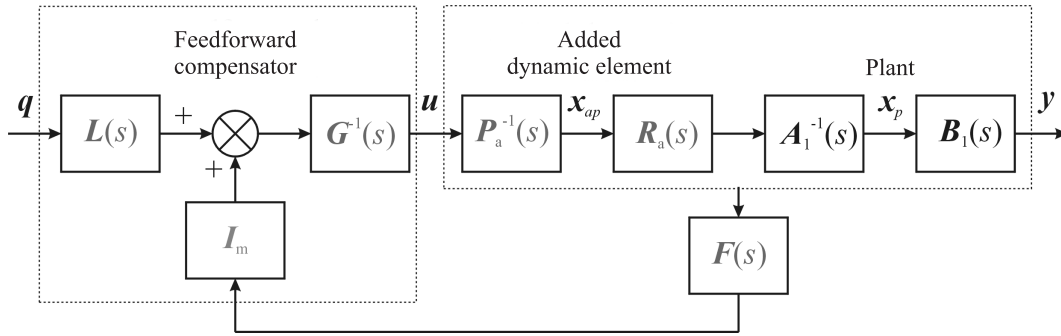 Feedforward
compensator
Added
dynamic element
Plant
q
L(s)
+
+
G⁻¹(s)
u
Pₐ⁻¹(s)
xₐₚ
Rₐ(s)
A₁⁻¹(s)
xₚ
B₁(s)
y
Iₘ
F(s)